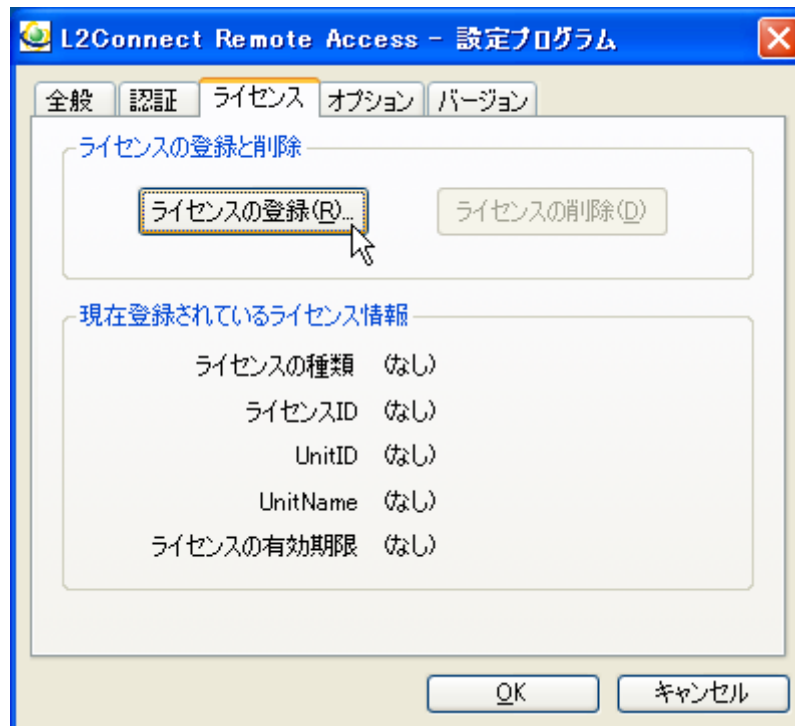 L2Connect Remote Access - 設定プログラム
全般 認証 ライセンス オプション バージョン
ライセンスの登録と削除
ライセンスの登録(R)... ライセンスの削除(D)
現在登録されているライセンス情報
ライセンスの種類 (なし)
ライセンスID (なし)
UnitID (なし)
UnitName (なし)
ライセンスの有効期限 (なし)
OK キャンセル